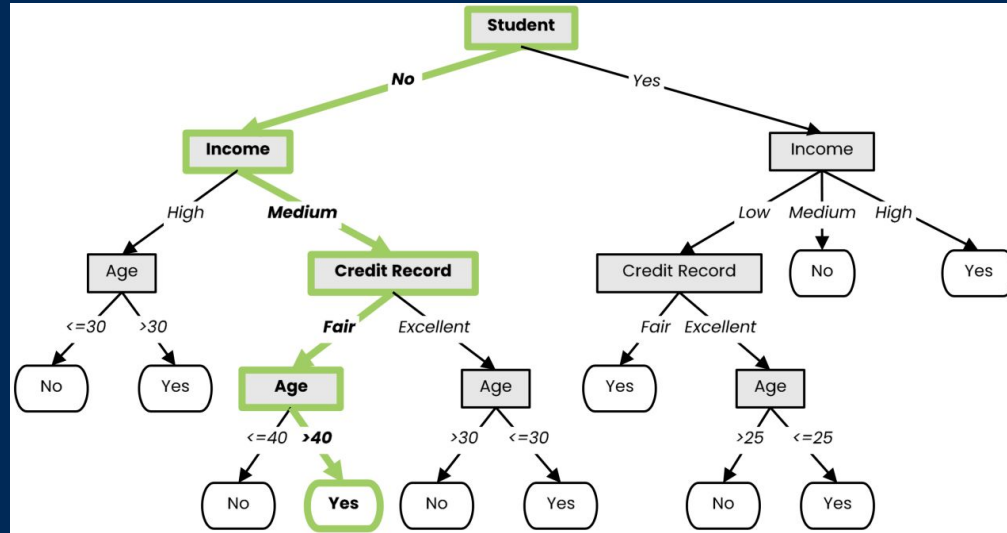 Student
No
Yes
Income
Income
High
Medium
Low
Medium
High
Age
Credit Record
Credit Record
No
Yes
<=30
>30
Fair
Excellent
Fair
Excellent
No
Yes
Age
Age
Yes
Age
<=40
>40
>30
<=30
>25
<=25
No
Yes
No
Yes
No
Yes